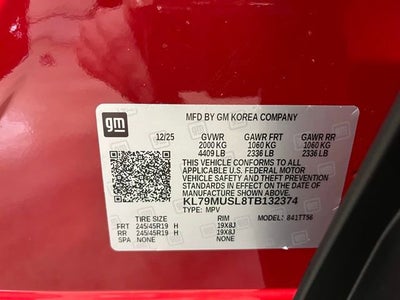 gm
MFD BY GM KOREA COMPANY
12/25 GVWR GAWR FRT GAWR RR
2000 KG 1060 KG 1060 KG
4409 LB 2336 LB 2336 LB
THIS VEHICLE CONFORMS TO ALL
APPLICABLE U.S. FEDERAL MOTOR
VEHICLE SAFETY AND THEFT
PREVENTION STANDARDS IN EFFECT ON
THE DATE OF MANUFACTURE SHOWN ABOVE.
KL79MUSL8TB132374
TYPE: MPV
TIRE SIZE RIM 841T756
FRT 245/45R19 H 19X8J
RR 245/45R19 H 19X8J
SPA NONE NONE